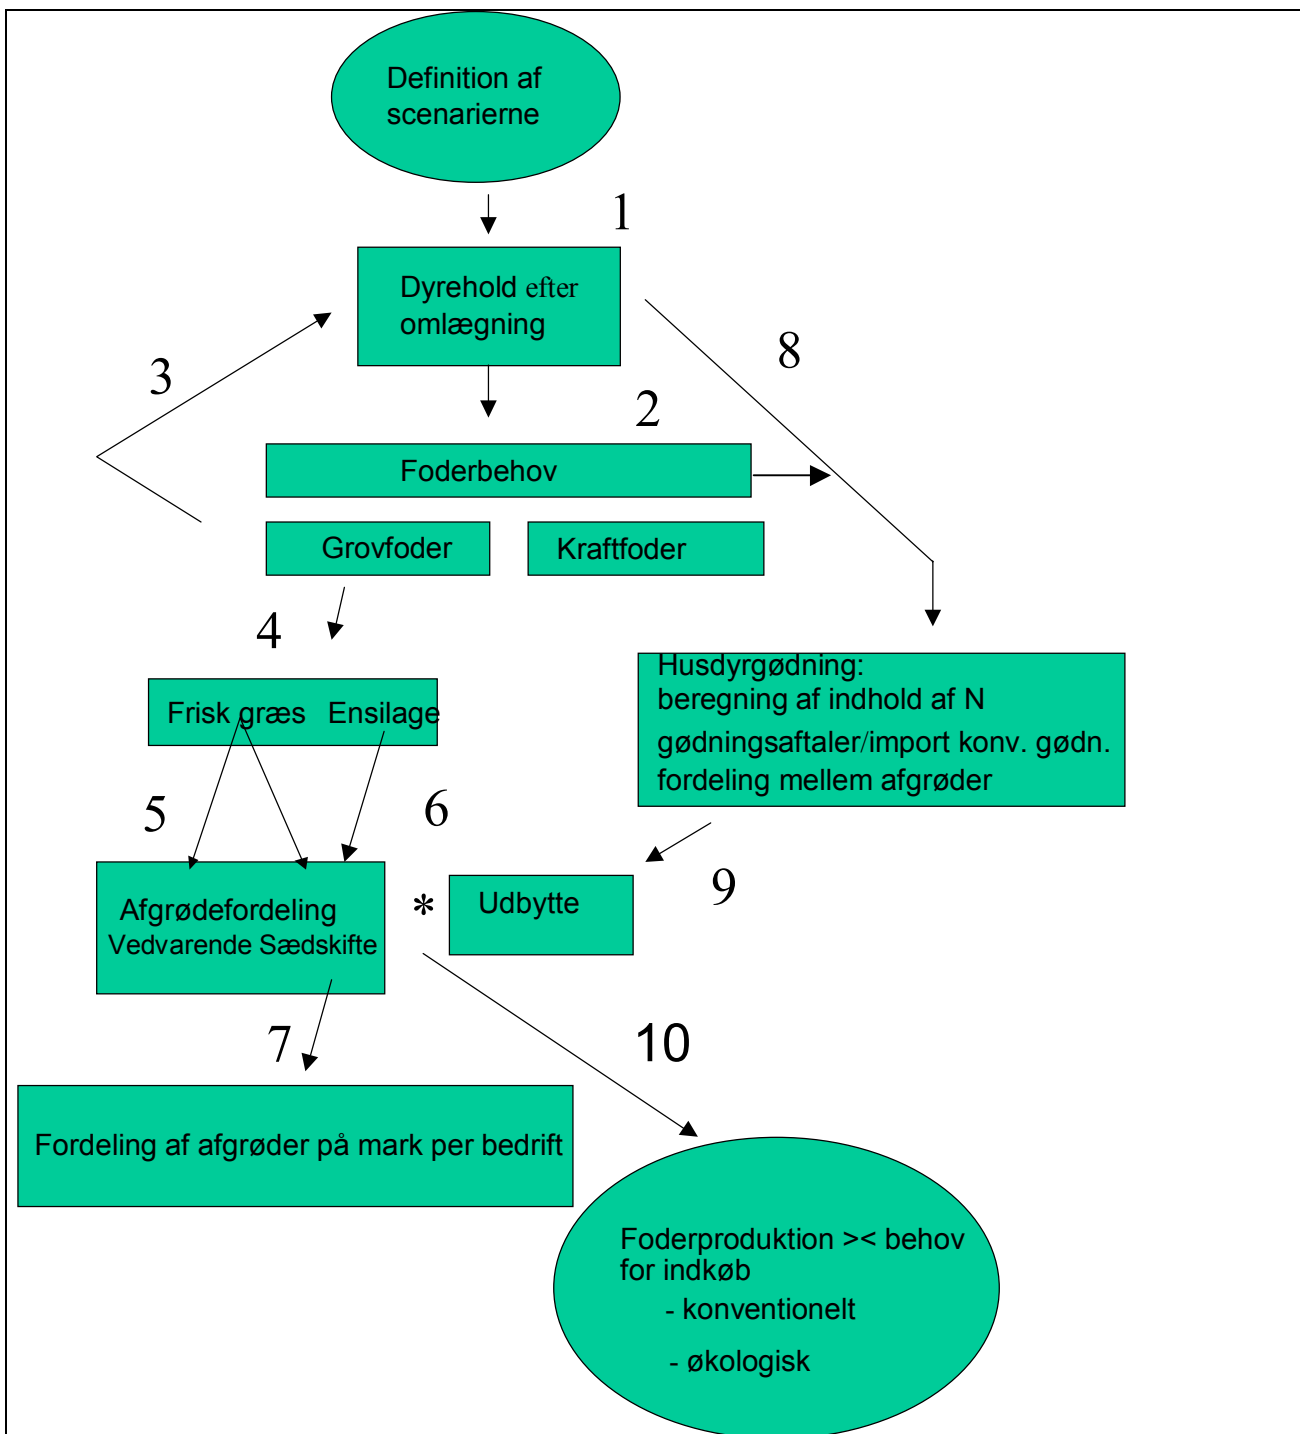 Definition af
scenarierne
1
Dyrehold efter
omlægning
3
8
2
Foderbehov
Grovfoder
Kraftfoder
4
Husdyrgødning:
beregning af indhold af N
gødningsaftaler/import konv. gødn.
fordeling mellem afgrøder
Frisk græs Ensilage
5
6
9
Afgrødefordeling
Vedvarende Sædskifte
*
Udbytte
7
10
Fordeling af afgrøder på mark per bedrift
Foderproduktion >< behov
for indkøb
- konventionelt
- økologisk